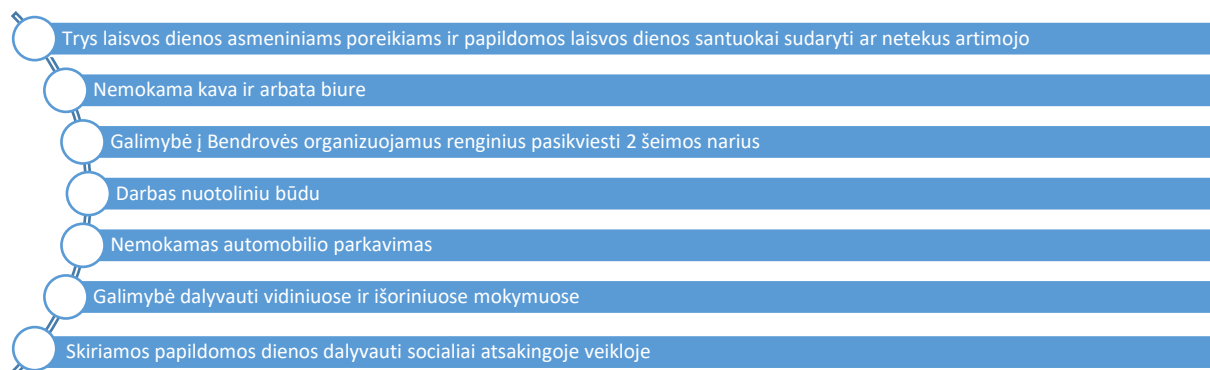 Trys laisvos dienos asmeniniams poreikiams ir papildomos laisvos dienos santuokai sudaryti ar netekus artimojo
Nemokama kava ir arbata biure
Galimybė į Bendrovės organizuojamus renginius pasikviesti 2 šeimos narius
Darbas nuotoliniu būdu
Nemokamas automobilio parkavimas
Galimybė dalyvauti vidiniuose ir išoriniuose mokymuose
Skiriamos papildomos dienos dalyvauti socialiai atsakingoje veikloje